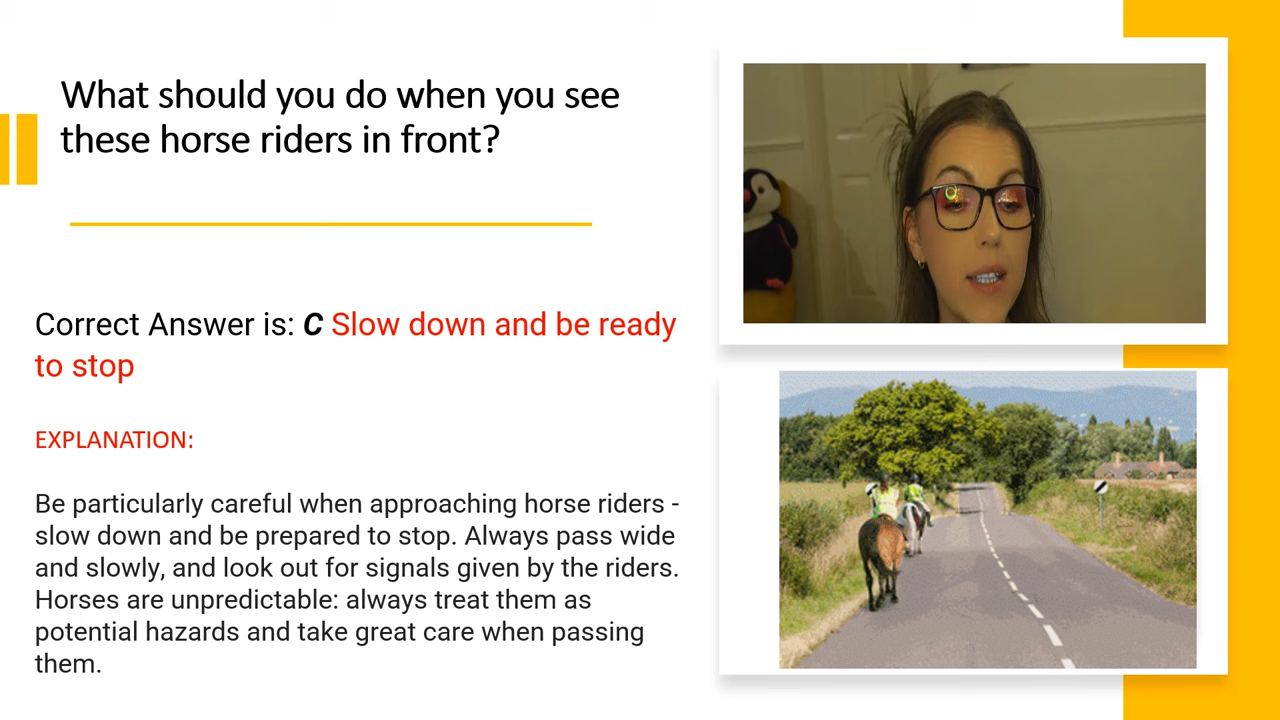 What should you do when you see
these horse riders in front?
Correct Answer is: C Slow down and be ready
to stop
EXPLANATION:
Be particularly careful when approaching horse riders -
slow down and be prepared to stop. Always pass wide
and slowly, and look out for signals given by the riders.
Horses are unpredictable: always treat them as
potential hazards and take great care when passing
them.